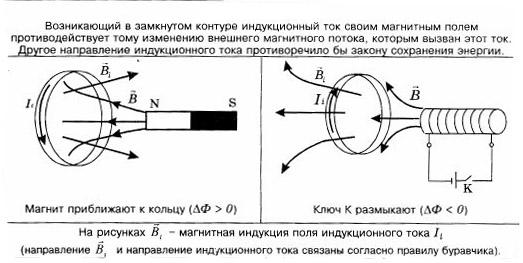 Возникающий в замкнутом контуре индукционный ток своим магнитным полем
противодействует тому изменению внешнего магнитного потока, которым вызван этот ток.
Другое направление индукционного тока противоречило бы закону сохранения энергии.
B⃗i
Ii
B⃗
N
S
B⃗i
Ii
B⃗
K
Магнит приближают к кольцу (ΔФ > 0)
Ключ К размыкают (ΔФ < 0)
На рисунках B⃗i – магнитная индукция поля индукционного тока Ii
(направление B⃗i и направление индукционного тока связаны согласно правилу буравчика).